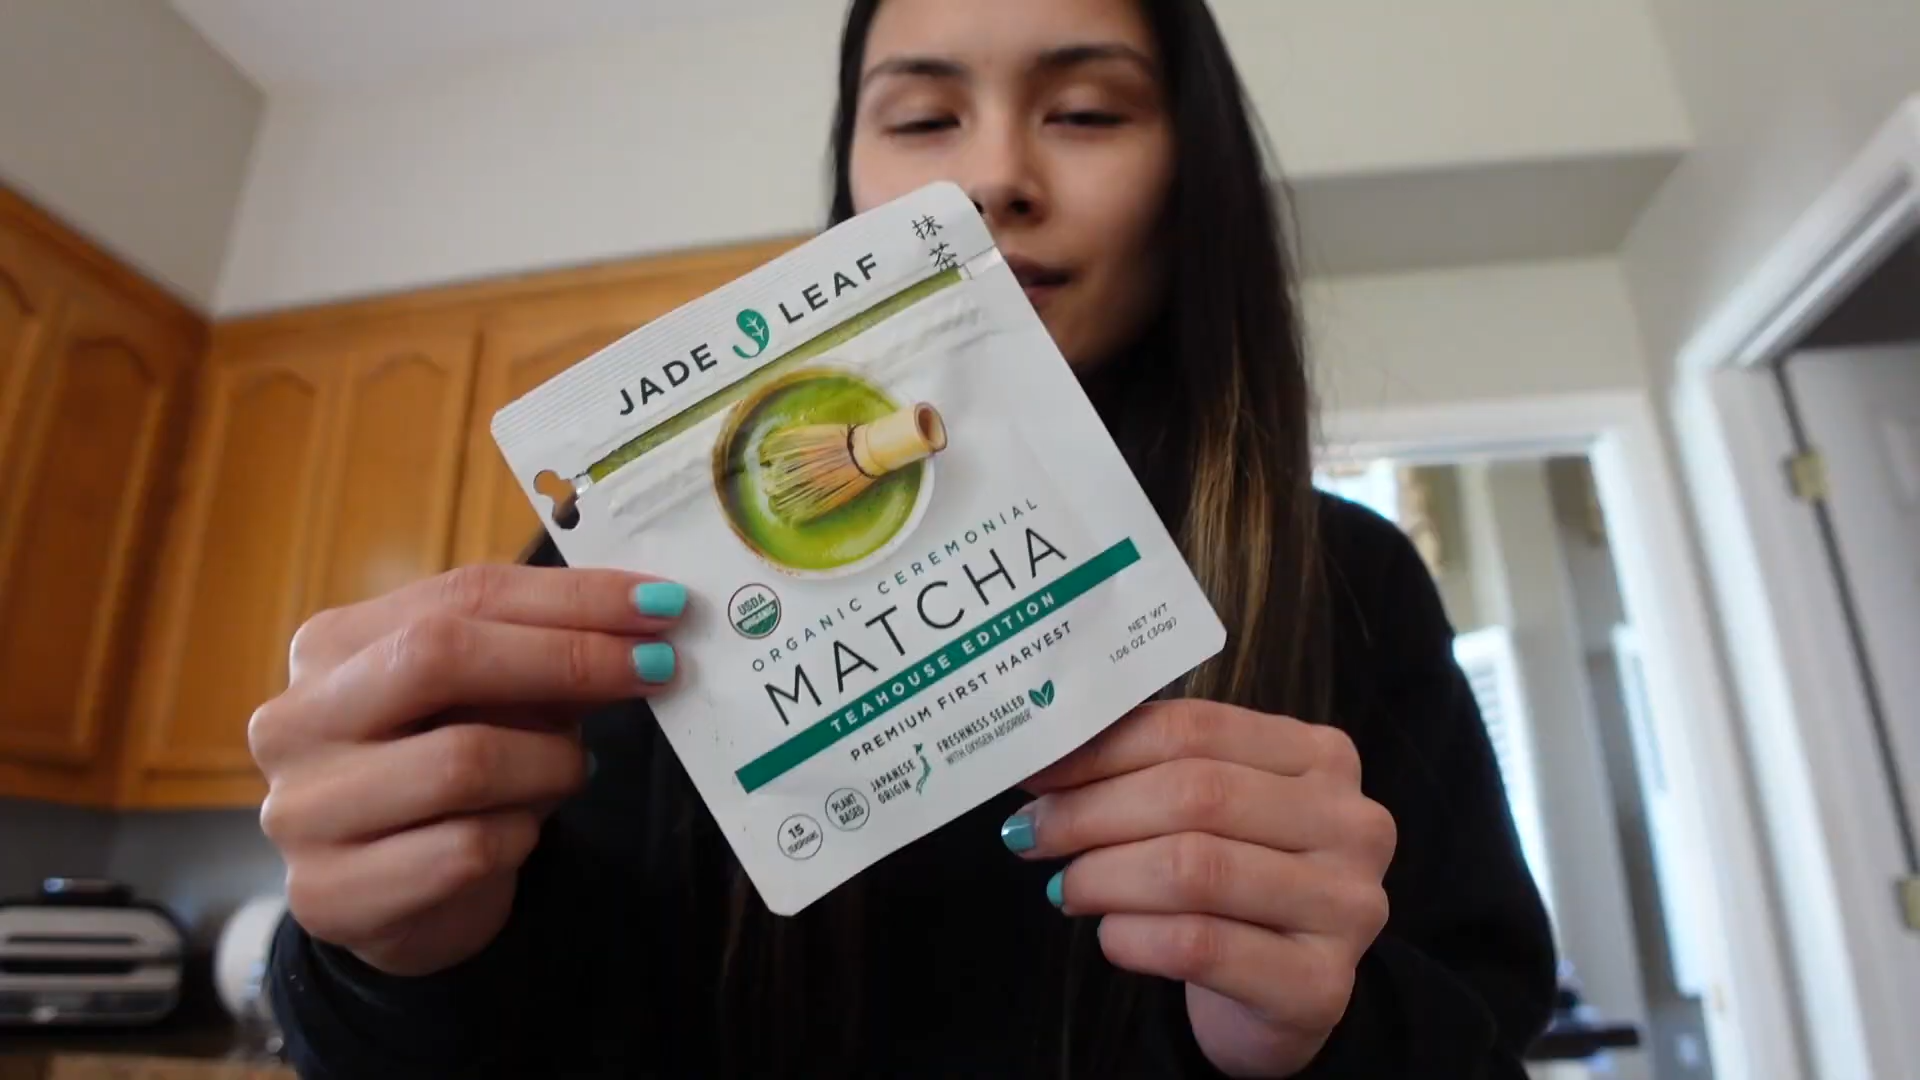 抹
茶
JADE LEAF
USDA
ORGANIC
ORGANIC CEREMONIAL
MATCHA
TEAHOUSE EDITION
PREMIUM FIRST HARVEST
NET WT
1.06 OZ (30g)
JAPANESE
ORIGIN
FRESHNESS SEALED
WITH OXYGEN ABSORBER
PLANT
BASED
15
TEASPOONS